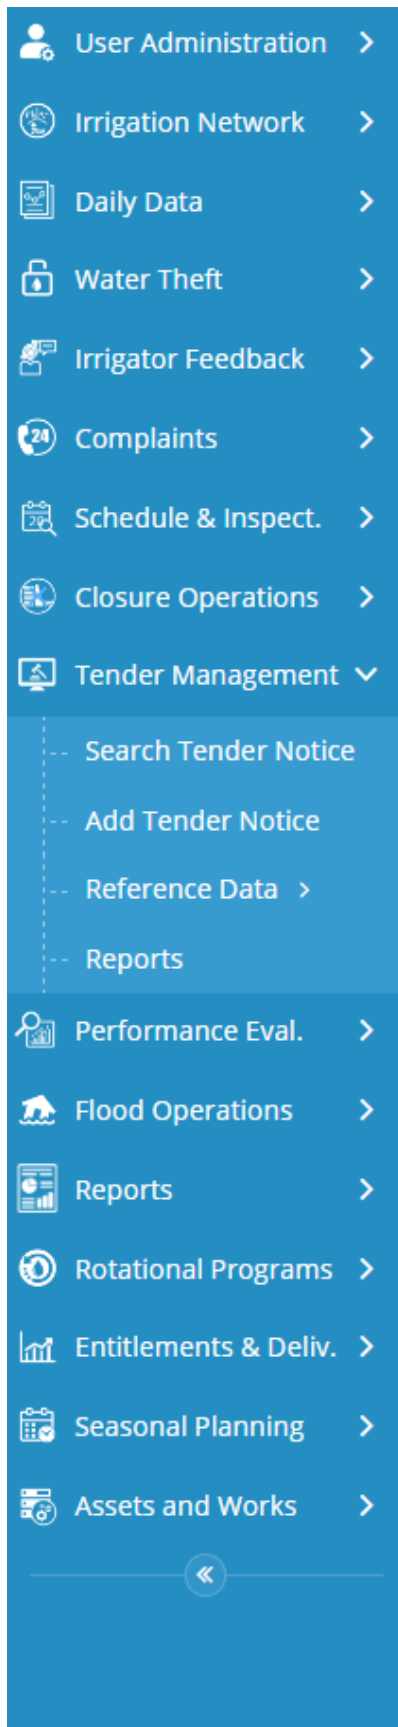 User Administration
Irrigation Network
Daily Data
Water Theft
Irrigator Feedback
24
Complaints
Schedule & Inspect.
Closure Operations
Tender Management
Search Tender Notice
Add Tender Notice
Reference Data
Reports
Performance Eval.
Flood Operations
Reports
Rotational Programs
Entitlements & Deliv.
Seasonal Planning
Assets and Works